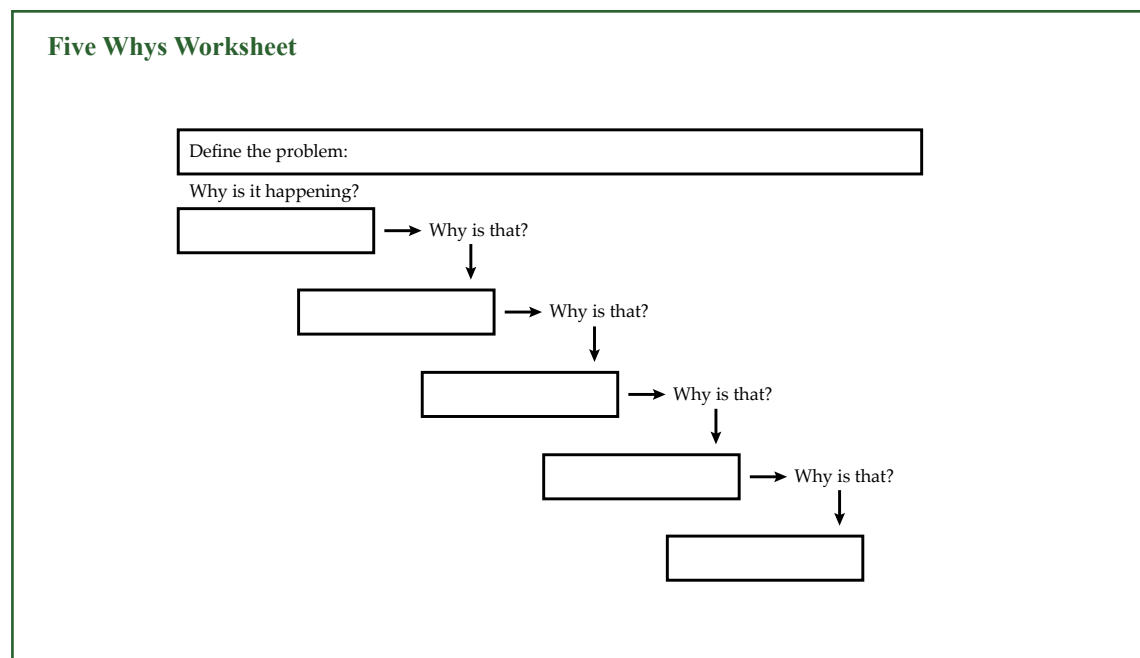 Five Whys Worksheet
Define the problem:
Why is it happening?
Why is that?
Why is that?
Why is that?
Why is that?